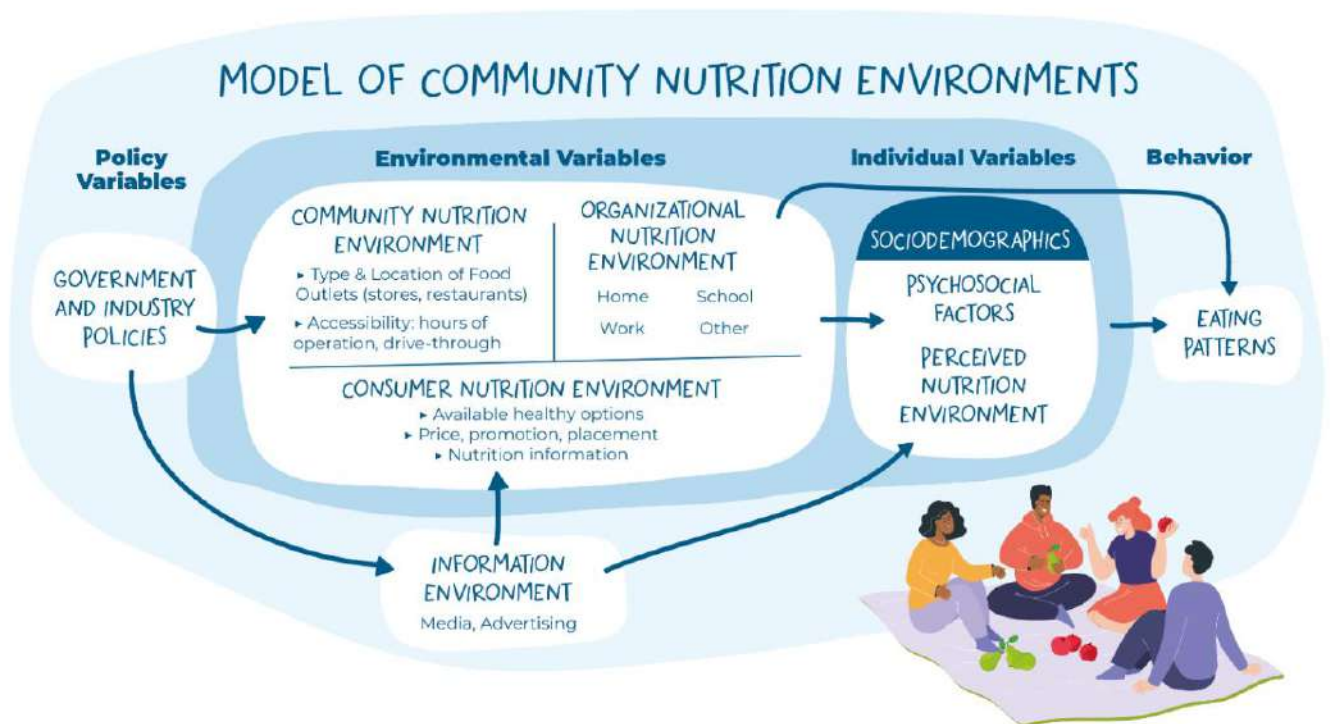 MODEL OF COMMUNITY NUTRITION ENVIRONMENTS
Policy
Variables
Environmental Variables
Individual Variables
Behavior
GOVERNMENT
AND INDUSTRY
POLICIES
COMMUNITY NUTRITION
ENVIRONMENT
▸ Type & Location of Food
Outlets (stores, restaurants)
▸ Accessibility: hours of
operation, drive-through
ORGANIZATIONAL
NUTRITION
ENVIRONMENT
Home School
Work Other
CONSUMER NUTRITION ENVIRONMENT
▸ Available healthy options
▸ Price, promotion, placement
▸ Nutrition information
SOCIODEMOGRAPHICS
PSYCHOSOCIAL
FACTORS
PERCEIVED
NUTRITION
ENVIRONMENT
EATING
PATTERNS
INFORMATION
ENVIRONMENT
Media, Advertising